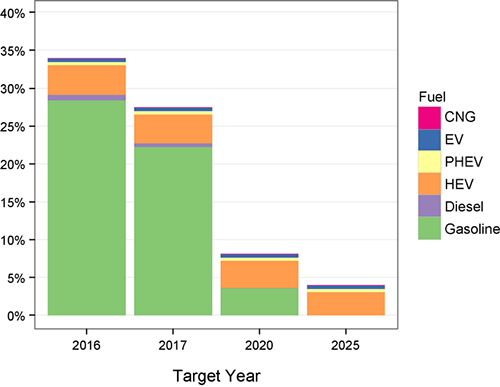 40%
35%
30%
25%
20%
15%
10%
5%
0%
2016 2017 2020 2025
Target Year
Fuel
CNG
EV
PHEV
HEV
Diesel
Gasoline